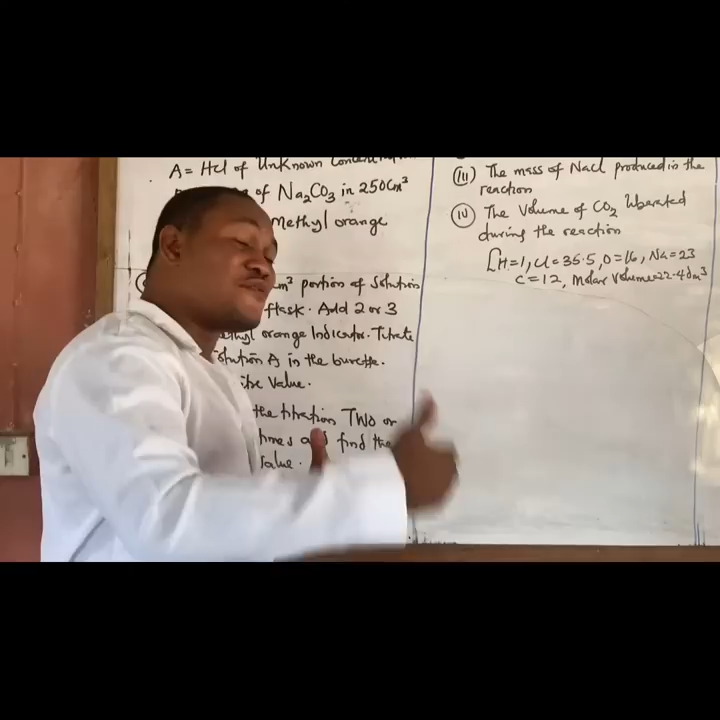 A = HCl of Unknown
of Na₂CO₃ in 250cm³
Methyl orange
cm³ portion of Solution
flask. Add 2 or 3
orange Indicator. Titrate
Solution A in the burette.
Value.
the titration TWO or
times and find the
Value.
(iii) The mass of NaCl produced in the
reaction
(iv) The Volume of CO₂ liberated
during the reaction
[H=1, Cl=35.5, O=16, Na=23
C=12, Molar Volume=22.4dm³